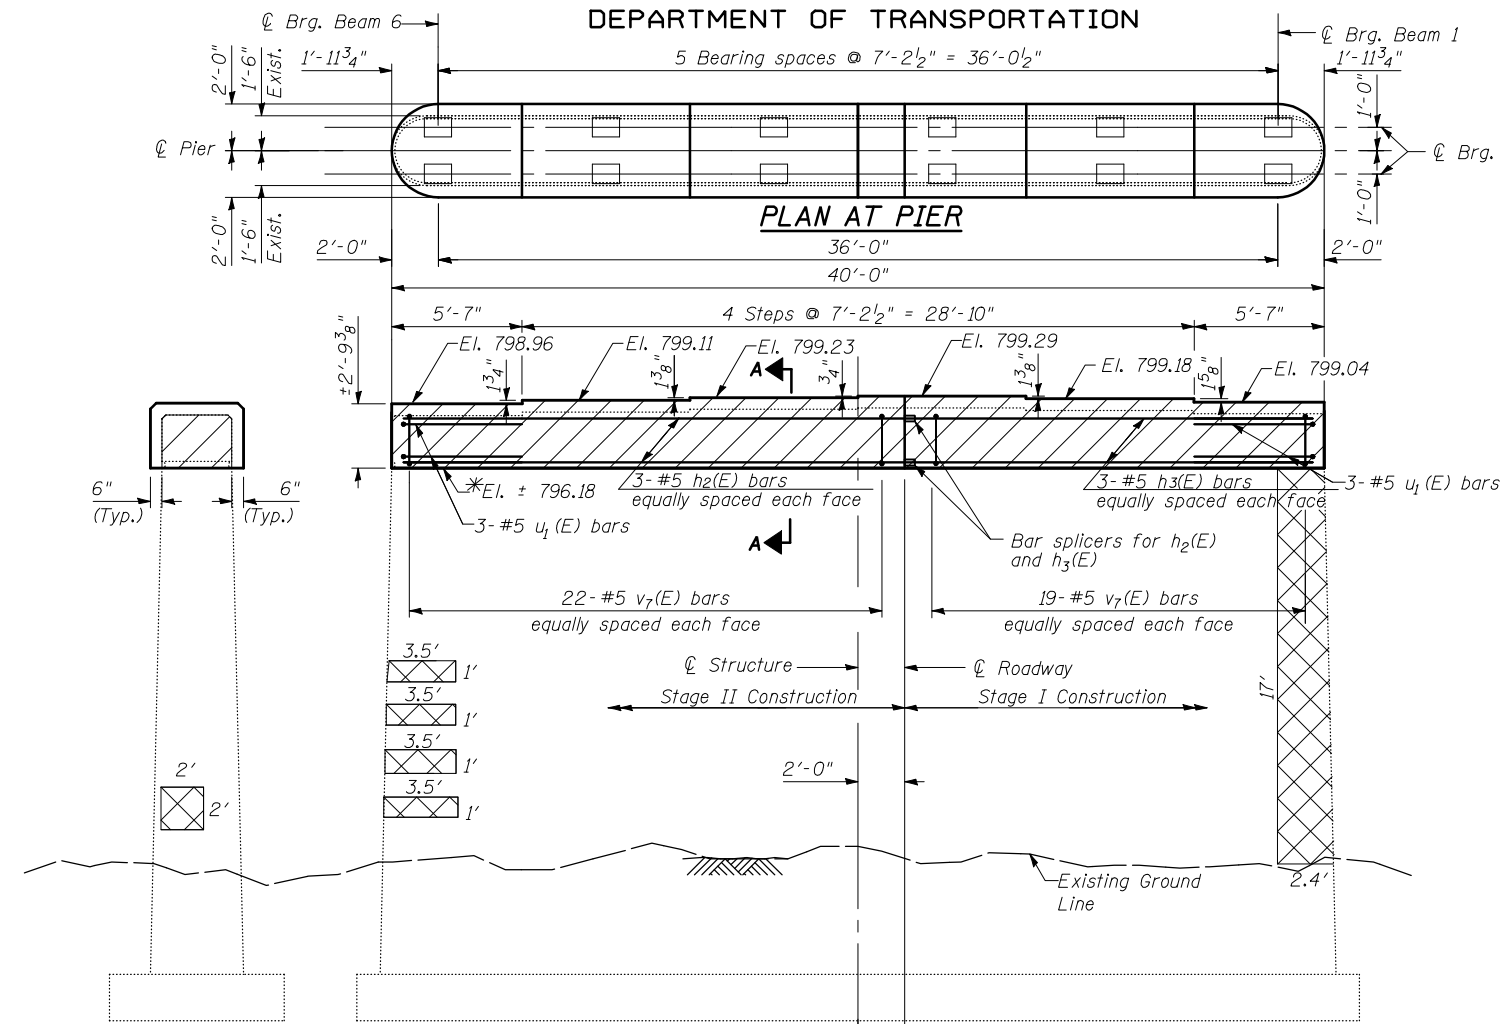 DEPARTMENT OF TRANSPORTATION
℄ Brg. Beam 6
℄ Brg. Beam 1
5 Bearing spaces @ 7'-2½" = 36'-0½"
1'-11¾"
1'-11¾"
2'-0"
1'-6"
Exist.
1'-0"
℄ Pier
℄ Brg.
2'-0"
1'-6"
Exist.
1'-0"
PLAN AT PIER
2'-0"
36'-0"
2'-0"
40'-0"
5'-7"
4 Steps @ 7'-2½" = 28'-10"
5'-7"
±2'-9⅜"
El. 798.96
El. 799.11
El. 799.23
El. 799.29
El. 799.18
El. 799.04
1¾"
1⅜"
A
¾"
1⅜"
1⅝"
6"
(Typ.)
6"
(Typ.)
*El. ± 796.18
3-#5 h2(E) bars
equally spaced each face
3-#5 h3(E) bars
equally spaced each face
3-#5 u₁(E) bars
3-#5 u₁(E) bars
A
Bar splicers for h₂(E)
and h₃(E)
22-#5 v₇(E) bars
equally spaced each face
19-#5 v₇(E) bars
equally spaced each face
3.5'
1'
℄ Structure
℄ Roadway
Stage II Construction
Stage I Construction
17'
3.5'
1'
3.5'
1'
2'-0"
3.5'
1'
2'
2'
2.4'
Existing Ground
Line